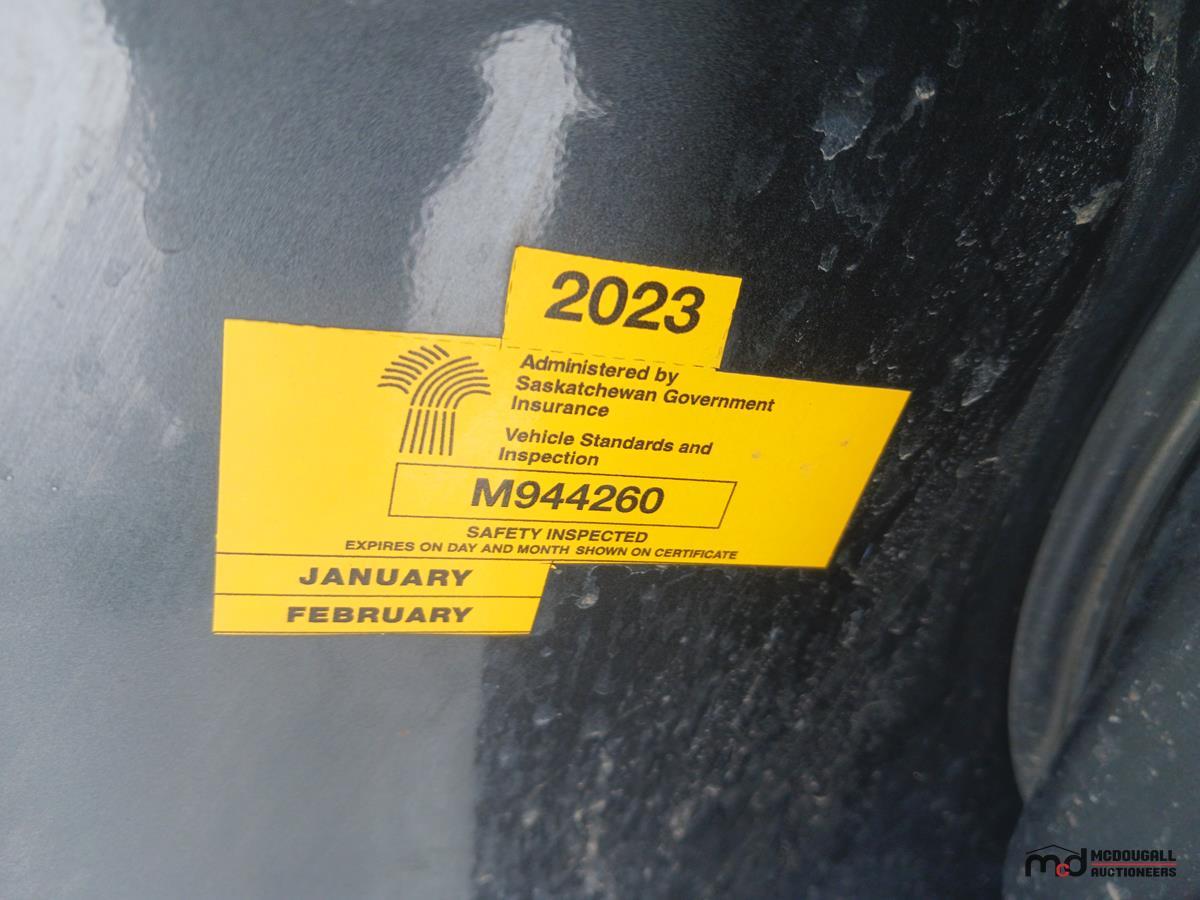 2023
Administered by
Saskatchewan Government
Insurance
Vehicle Standards and
Inspection
M944260
SAFETY INSPECTED
EXPIRES ON DAY AND MONTH SHOWN ON CERTIFICATE
JANUARY
FEBRUARY
mcd MCDOUGALL
AUCTIONEERS